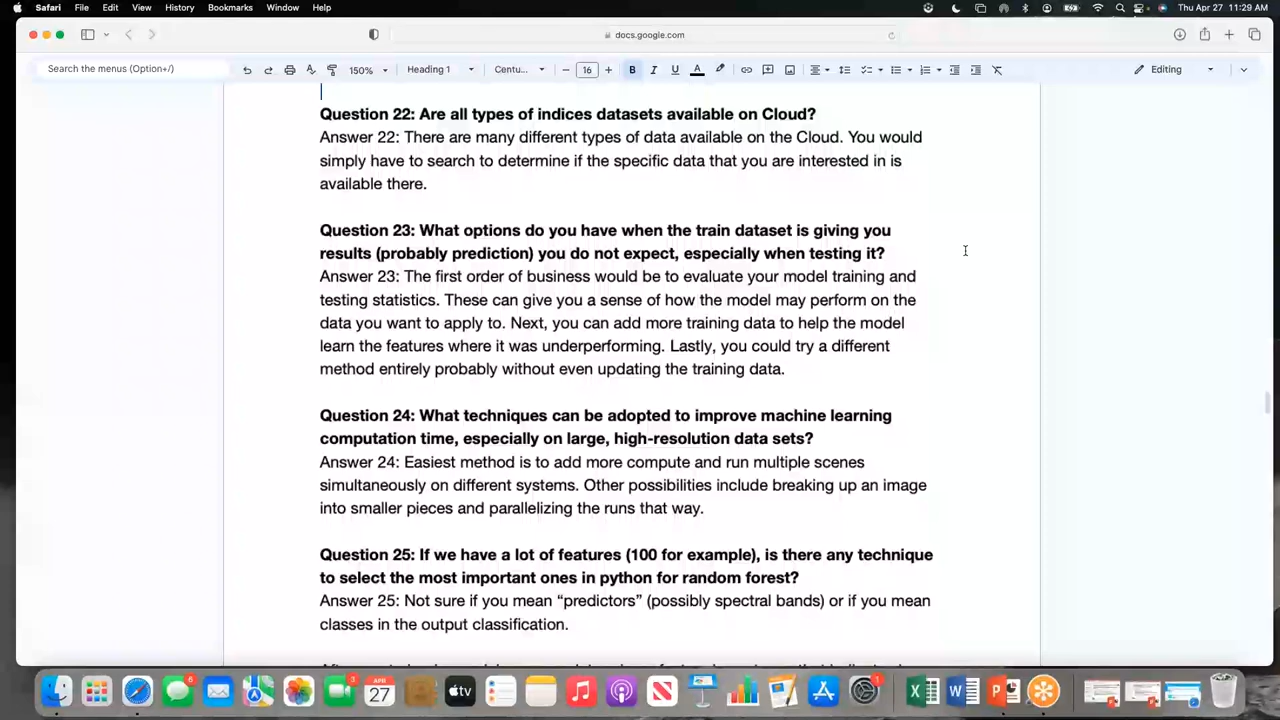 Safari File Edit View History Bookmarks Window Help Thu Apr 27 11:29 AM
docs.google.com
Search the menus (Option+/) 150% Heading 1 Centu... 16 B I U A Editing
Question 22: Are all types of indices datasets available on Cloud?
Answer 22: There are many different types of data available on the Cloud. You would
simply have to search to determine if the specific data that you are interested in is
available there.
Question 23: What options do you have when the train dataset is giving you
results (probably prediction) you do not expect, especially when testing it?
Answer 23: The first order of business would be to evaluate your model training and
testing statistics. These can give you a sense of how the model may perform on the
data you want to apply to. Next, you can add more training data to help the model
learn the features where it was underperforming. Lastly, you could try a different
method entirely probably without even updating the training data.
Question 24: What techniques can be adopted to improve machine learning
computation time, especially on large, high-resolution data sets?
Answer 24: Easiest method is to add more compute and run multiple scenes
simultaneously on different systems. Other possibilities include breaking up an image
into smaller pieces and parallelizing the runs that way.
Question 25: If we have a lot of features (100 for example), is there any technique
to select the most important ones in python for random forest?
Answer 25: Not sure if you mean “predictors” (possibly spectral bands) or if you mean
classes in the output classification.
6 APR 27 3 tv 1